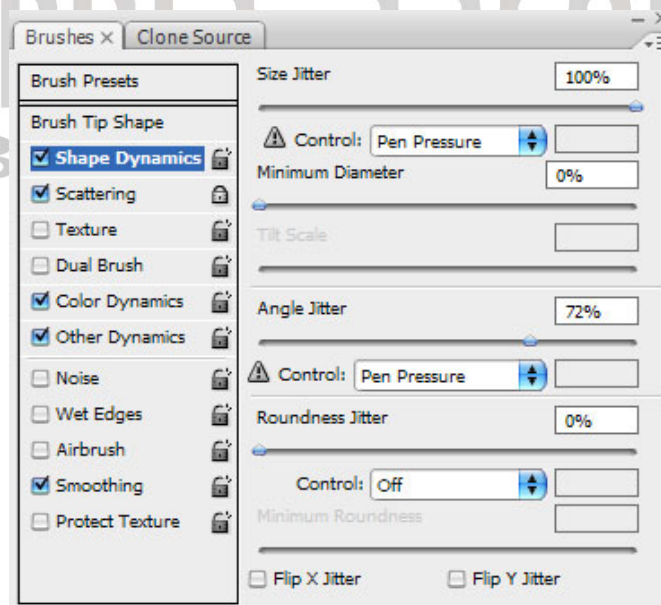 Brushes × Clone Source
Brush Presets
Brush Tip Shape
Shape Dynamics
Scattering
Texture
Dual Brush
Color Dynamics
Other Dynamics
Noise
Wet Edges
Airbrush
Smoothing
Protect Texture
Size Jitter 100%
Control: Pen Pressure
Minimum Diameter 0%
Tilt Scale
Angle Jitter 72%
Control: Pen Pressure
Roundness Jitter 0%
Control: Off
Minimum Roundness
Flip X Jitter Flip Y Jitter